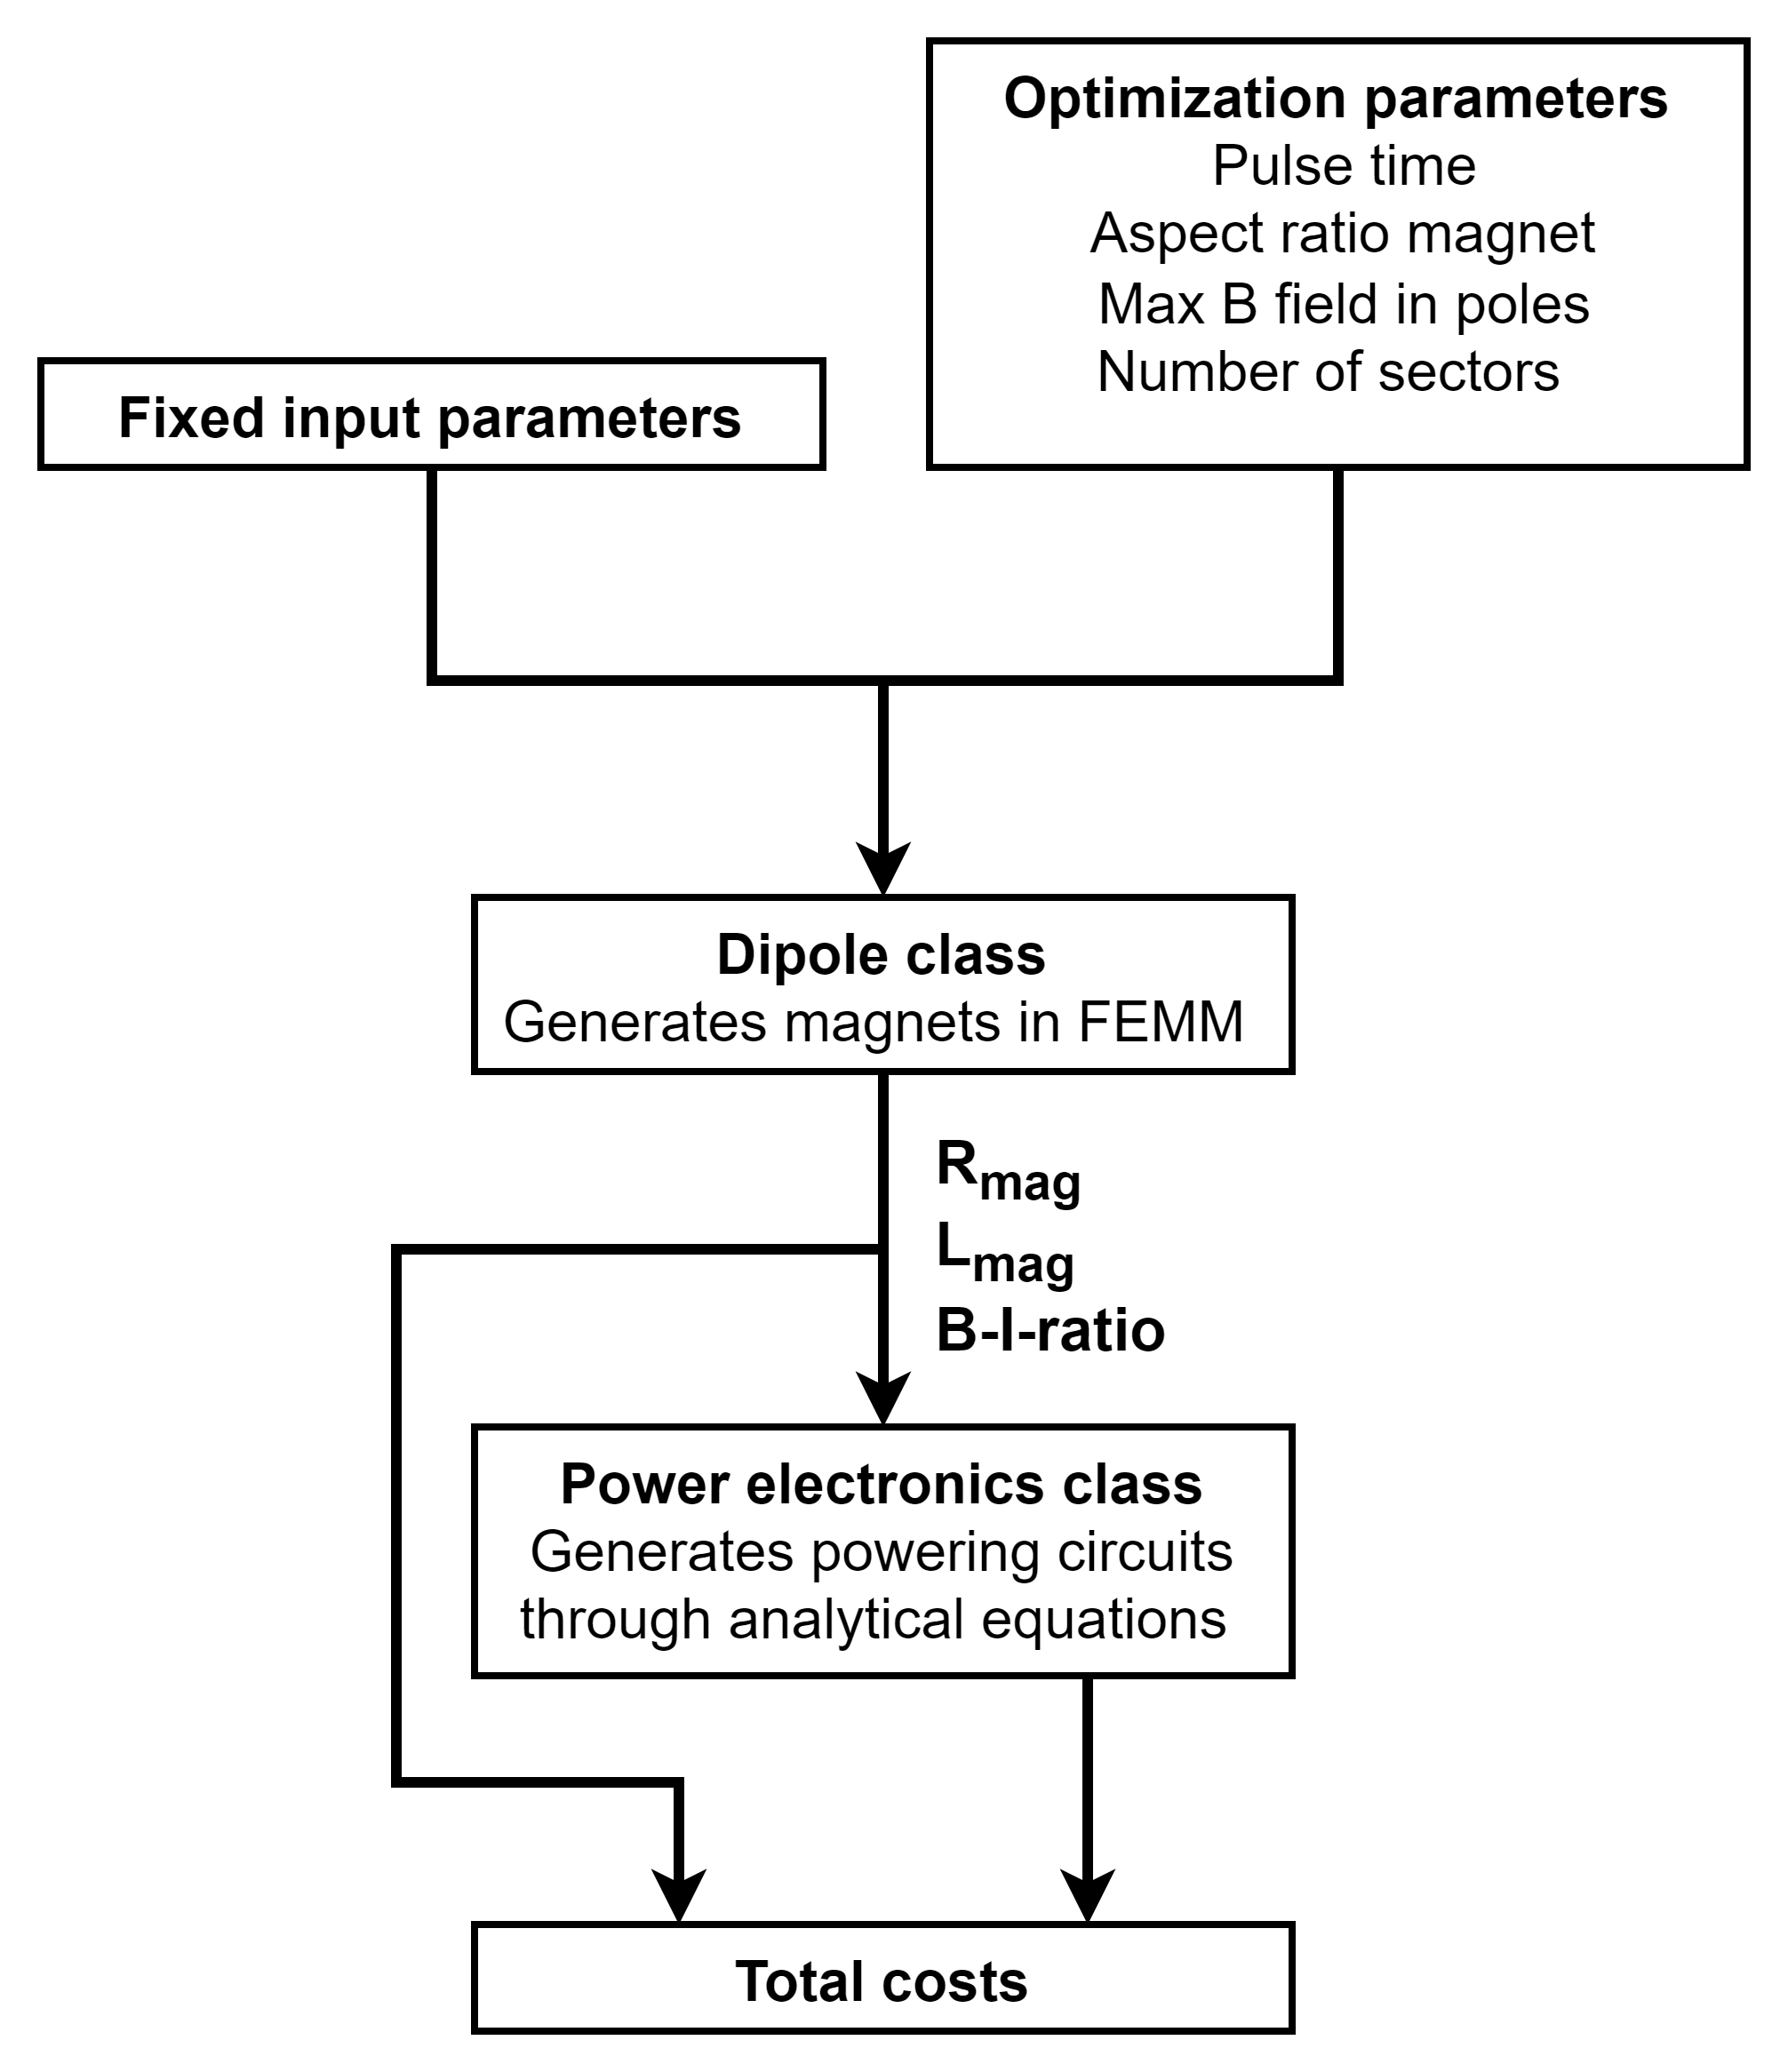 Optimization parameters
Pulse time
Aspect ratio magnet
Max B field in poles
Number of sectors
Fixed input parameters
Dipole class
Generates magnets in FEMM
Rmag
Lmag
B-I-ratio
Power electronics class
Generates powering circuits
through analytical equations
Total costs